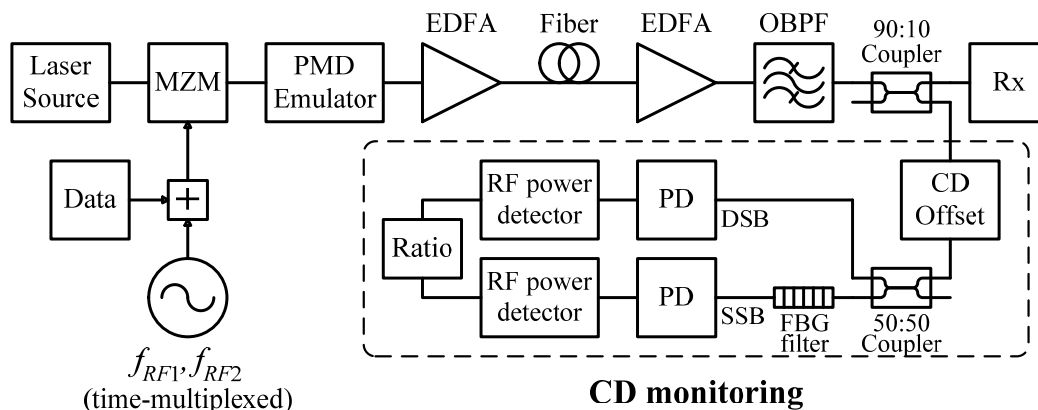 EDFA
Fiber
EDFA
OBPF
90:10
Coupler
Laser
Source
MZM
PMD
Emulator
Rx
Data
+
RF power
detector
PD
DSB
CD
Offset
Ratio
RF power
detector
PD
SSB
FBG
filter
50:50
Coupler
fRF1, fRF2
(time-multiplexed)
CD monitoring